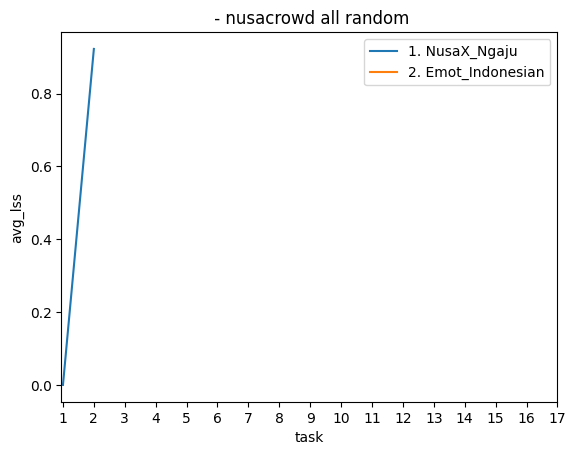 - nusacrowd all random
1. NusaX_Ngaju
2. Emot_Indonesian
avg_lss
0.8
0.6
0.4
0.2
0.0
1 2 3 4 5 6 7 8 9 10 11 12 13 14 15 16 17
task